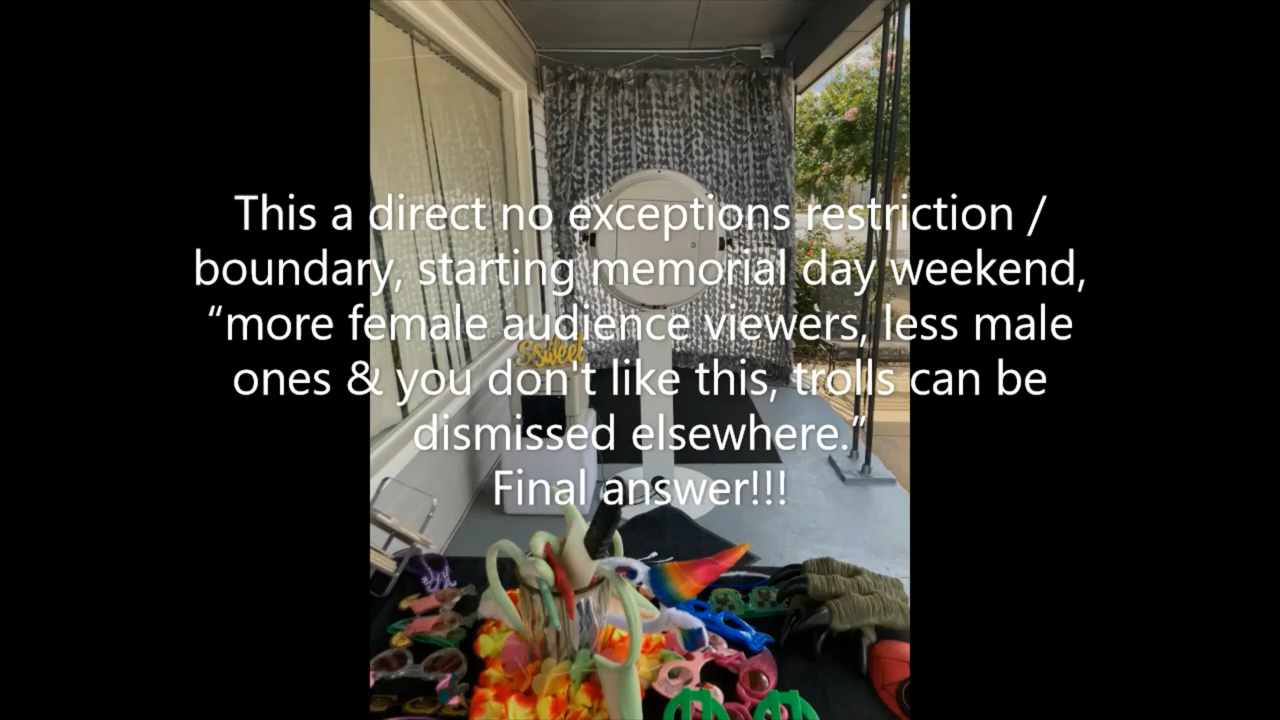 This a direct no exceptions restriction /
boundary, starting memorial day weekend,
“more female audience viewers, less male
ones & you don't like this, trolls can be
dismissed elsewhere.”
Final answer!!!
sweet